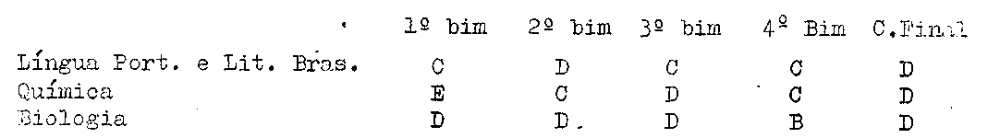 1º bim 2º bim 3º bim 4º Bim C.Final
Língua Port. e Lit. Bras. C D C C D
Química E C D C D
Biologia D D. D B D